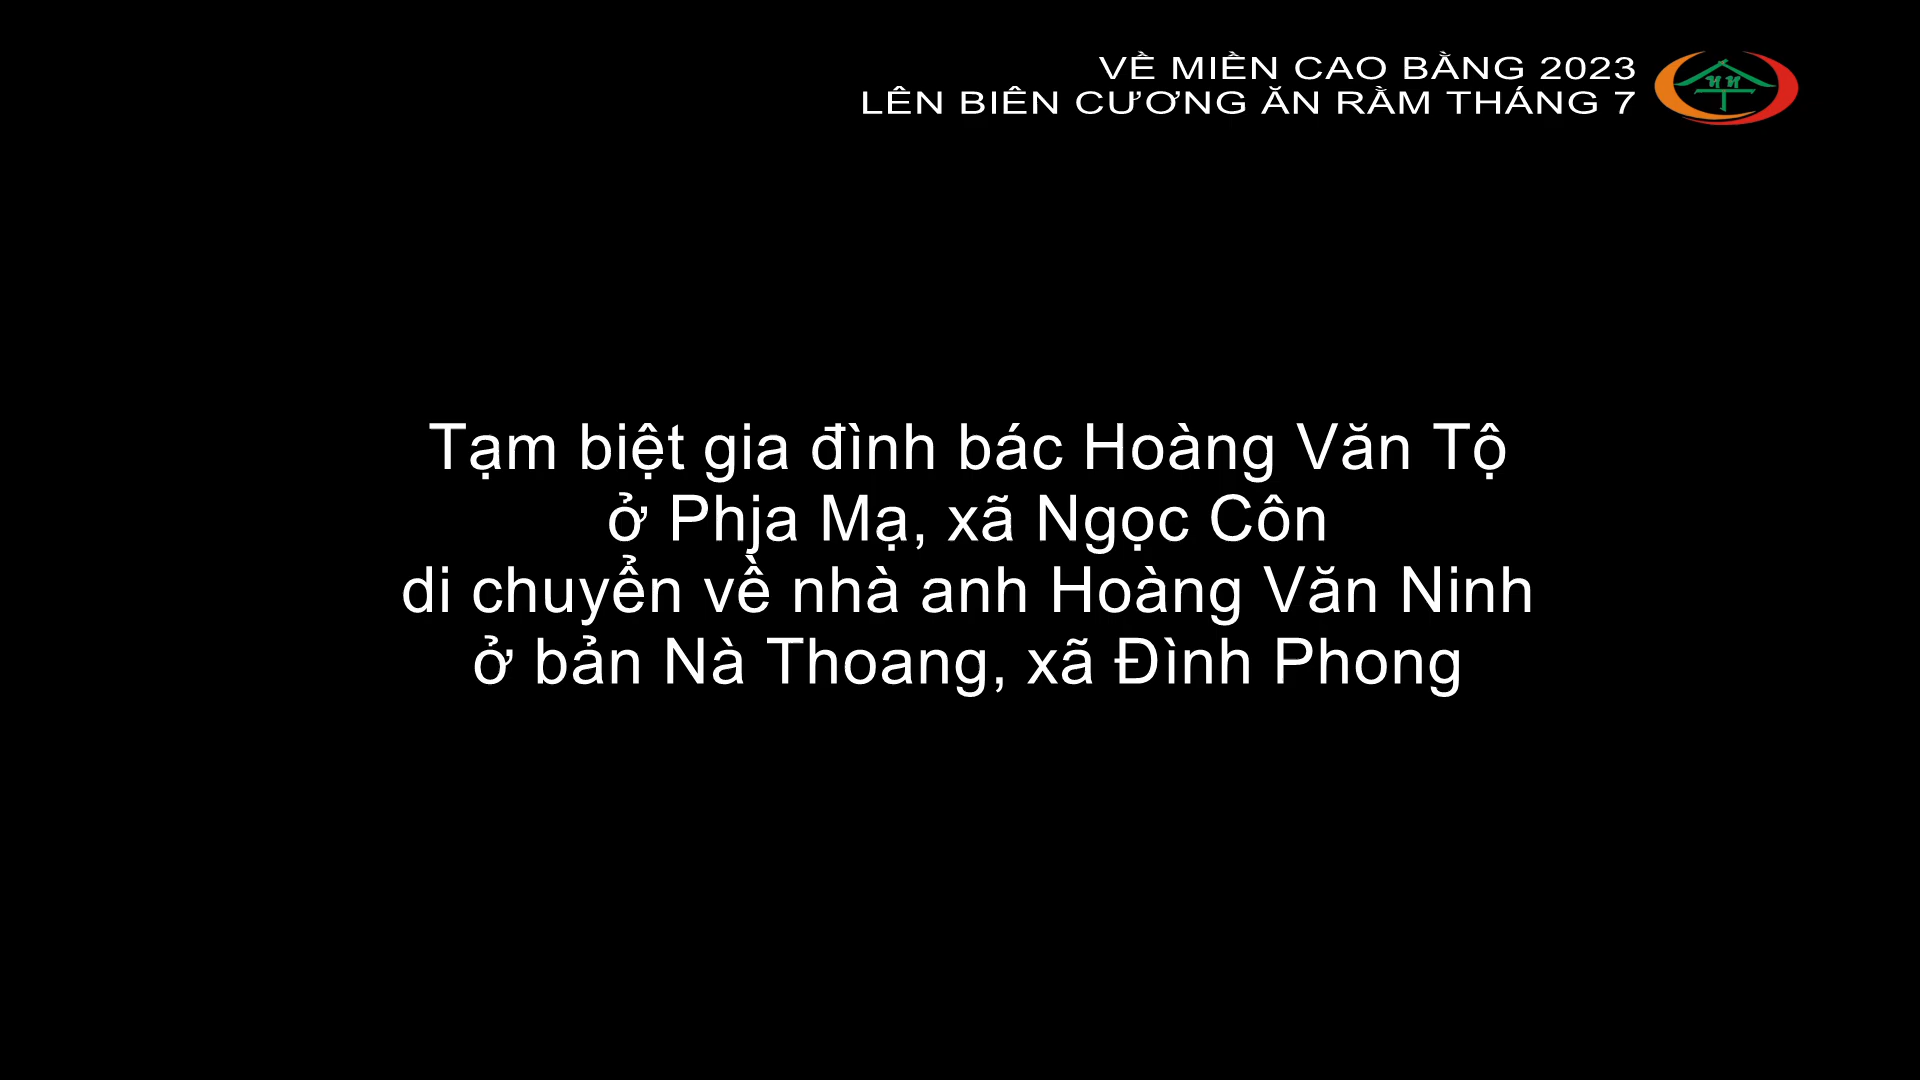 VỀ MIỀN CAO BẰNG 2023
LÊN BIÊN CƯƠNG ĂN RẰM THÁNG 7
Tạm biệt gia đình bác Hoàng Văn Tộ
ở Phja Mạ, xã Ngọc Côn
di chuyển về nhà anh Hoàng Văn Ninh
ở bản Nà Thoang, xã Đình Phong